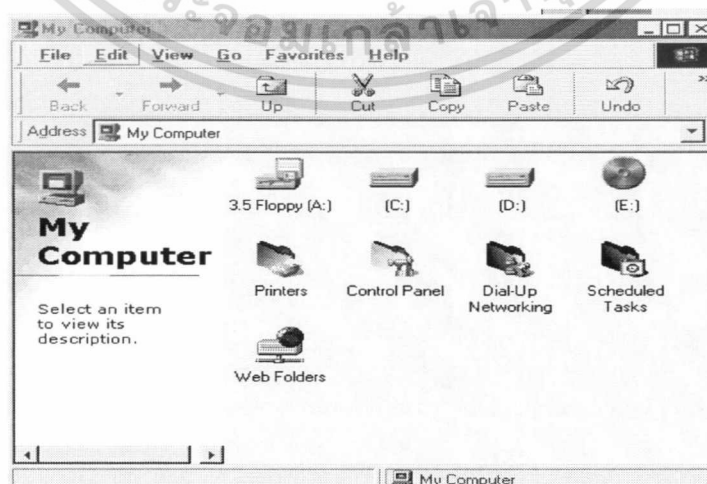 My Computer
File Edit View Go Favorites Help
Back Forward Up Cut Copy Paste Undo »
Address My Computer
3.5 Floppy (A:) (C:) (D:) (E:)
My
Computer
Printers Control Panel Dial-Up
Networking Scheduled
Tasks
Select an item
to view its
description.
Web Folders
My Computer